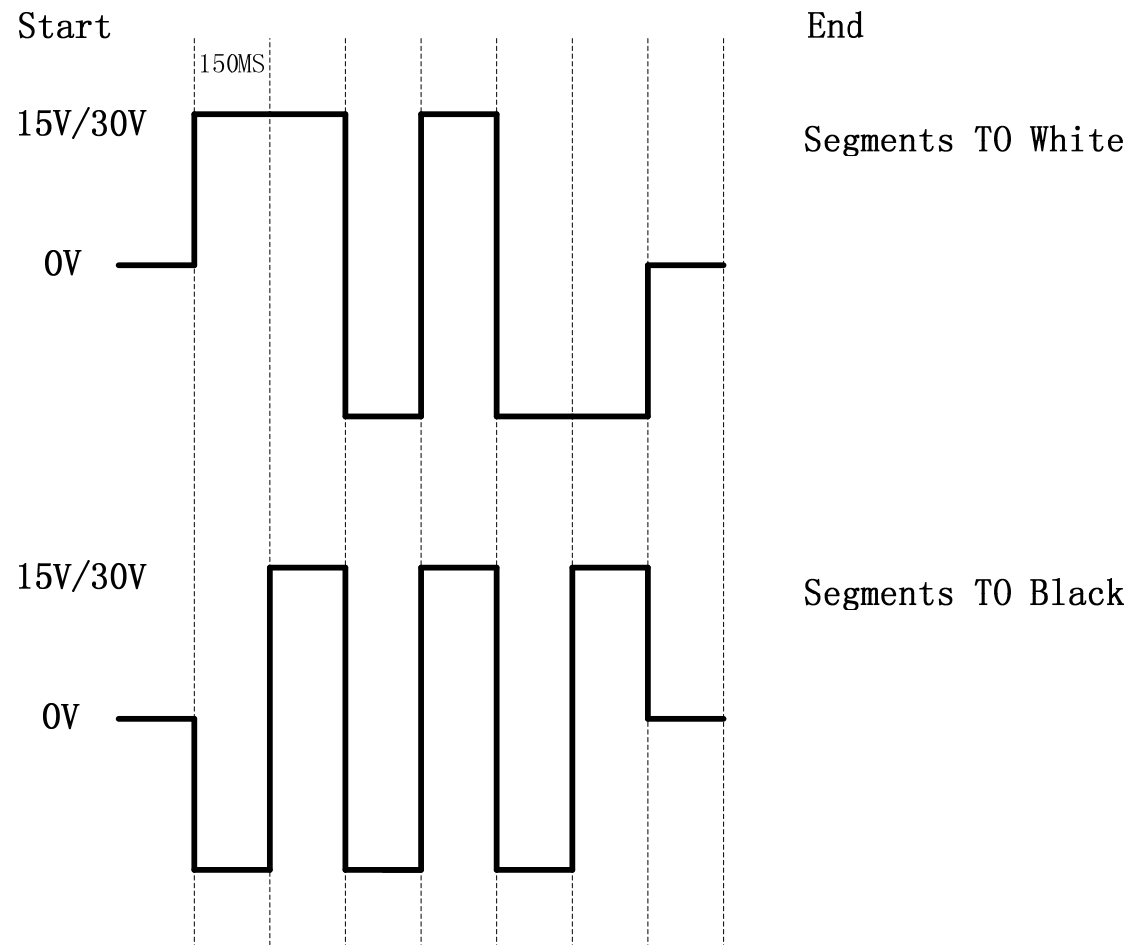 Start
End
150MS
15V/30V
Segments TO White
0V
15V/30V
Segments TO Black
0V